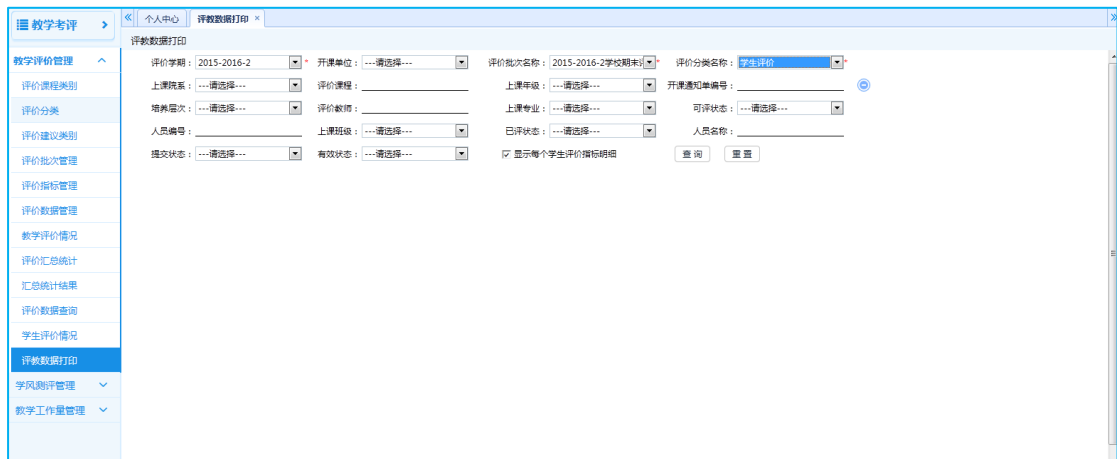 教学考评
个人中心 评教数据打印 ×
评教数据打印
教学评价管理
评价课程类别
评价分类
评价建议类别
评价批次管理
评价指标管理
评价数据管理
教学评价情况
评价汇总统计
汇总统计结果
评价数据查询
学生评价情况
评教数据打印
学风测评管理
教学工作量管理
评价学期： 2015-2016-2 * 开课单位： ---请选择--- 评价批次名称： 2015-2016-2学校期末评 * 评价分类名称： 学生评价 *
上课院系： ---请选择--- 评价课程： 上课年级： ---请选择--- 开课通知单编号：
培养层次： ---请选择--- 评价教师： 上课专业： ---请选择--- 可评状态： ---请选择---
人员编号： 上课班级： ---请选择--- 已评状态： ---请选择--- 人员名称：
提交状态： ---请选择--- 有效状态： ---请选择--- 显示每个学生评价指标明细 查询 重置